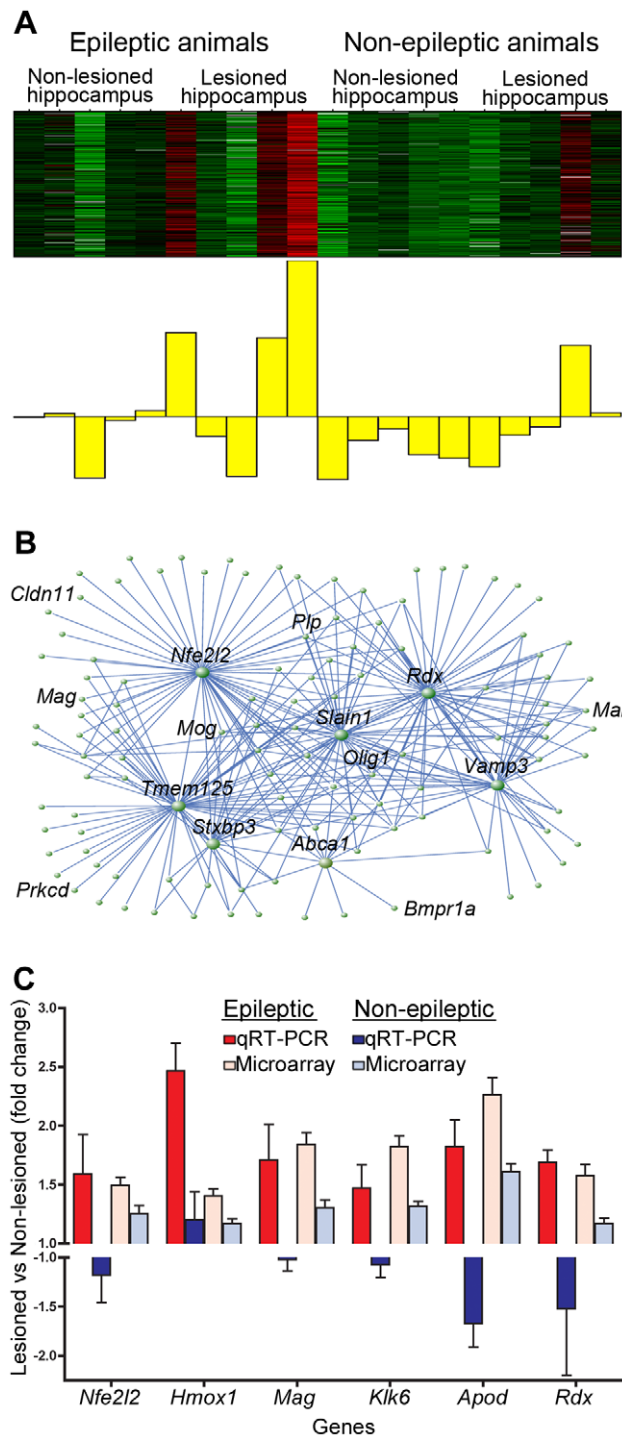 A
Epileptic animals Non-epileptic animals
Non-lesioned hippocampus Lesioned hippocampus Non-lesioned hippocampus Lesioned hippocampus
B
Cldn11
Plp
Nfe2l2
Rdx
Mag
Slain1
Mal
Mog
Olig1
Vamp3
Tmem125
Stxbp3
Abca1
Prkcd
Bmpr1a
C
Lesioned vs Non-lesioned (fold change)
3.0
2.5
2.0
1.5
1.0
-1.0
-1.5
-2.0
Epileptic Non-epileptic
qRT-PCR qRT-PCR
Microarray Microarray
Nfe2l2 Hmox1 Mag Klk6 Apod Rdx
Genes